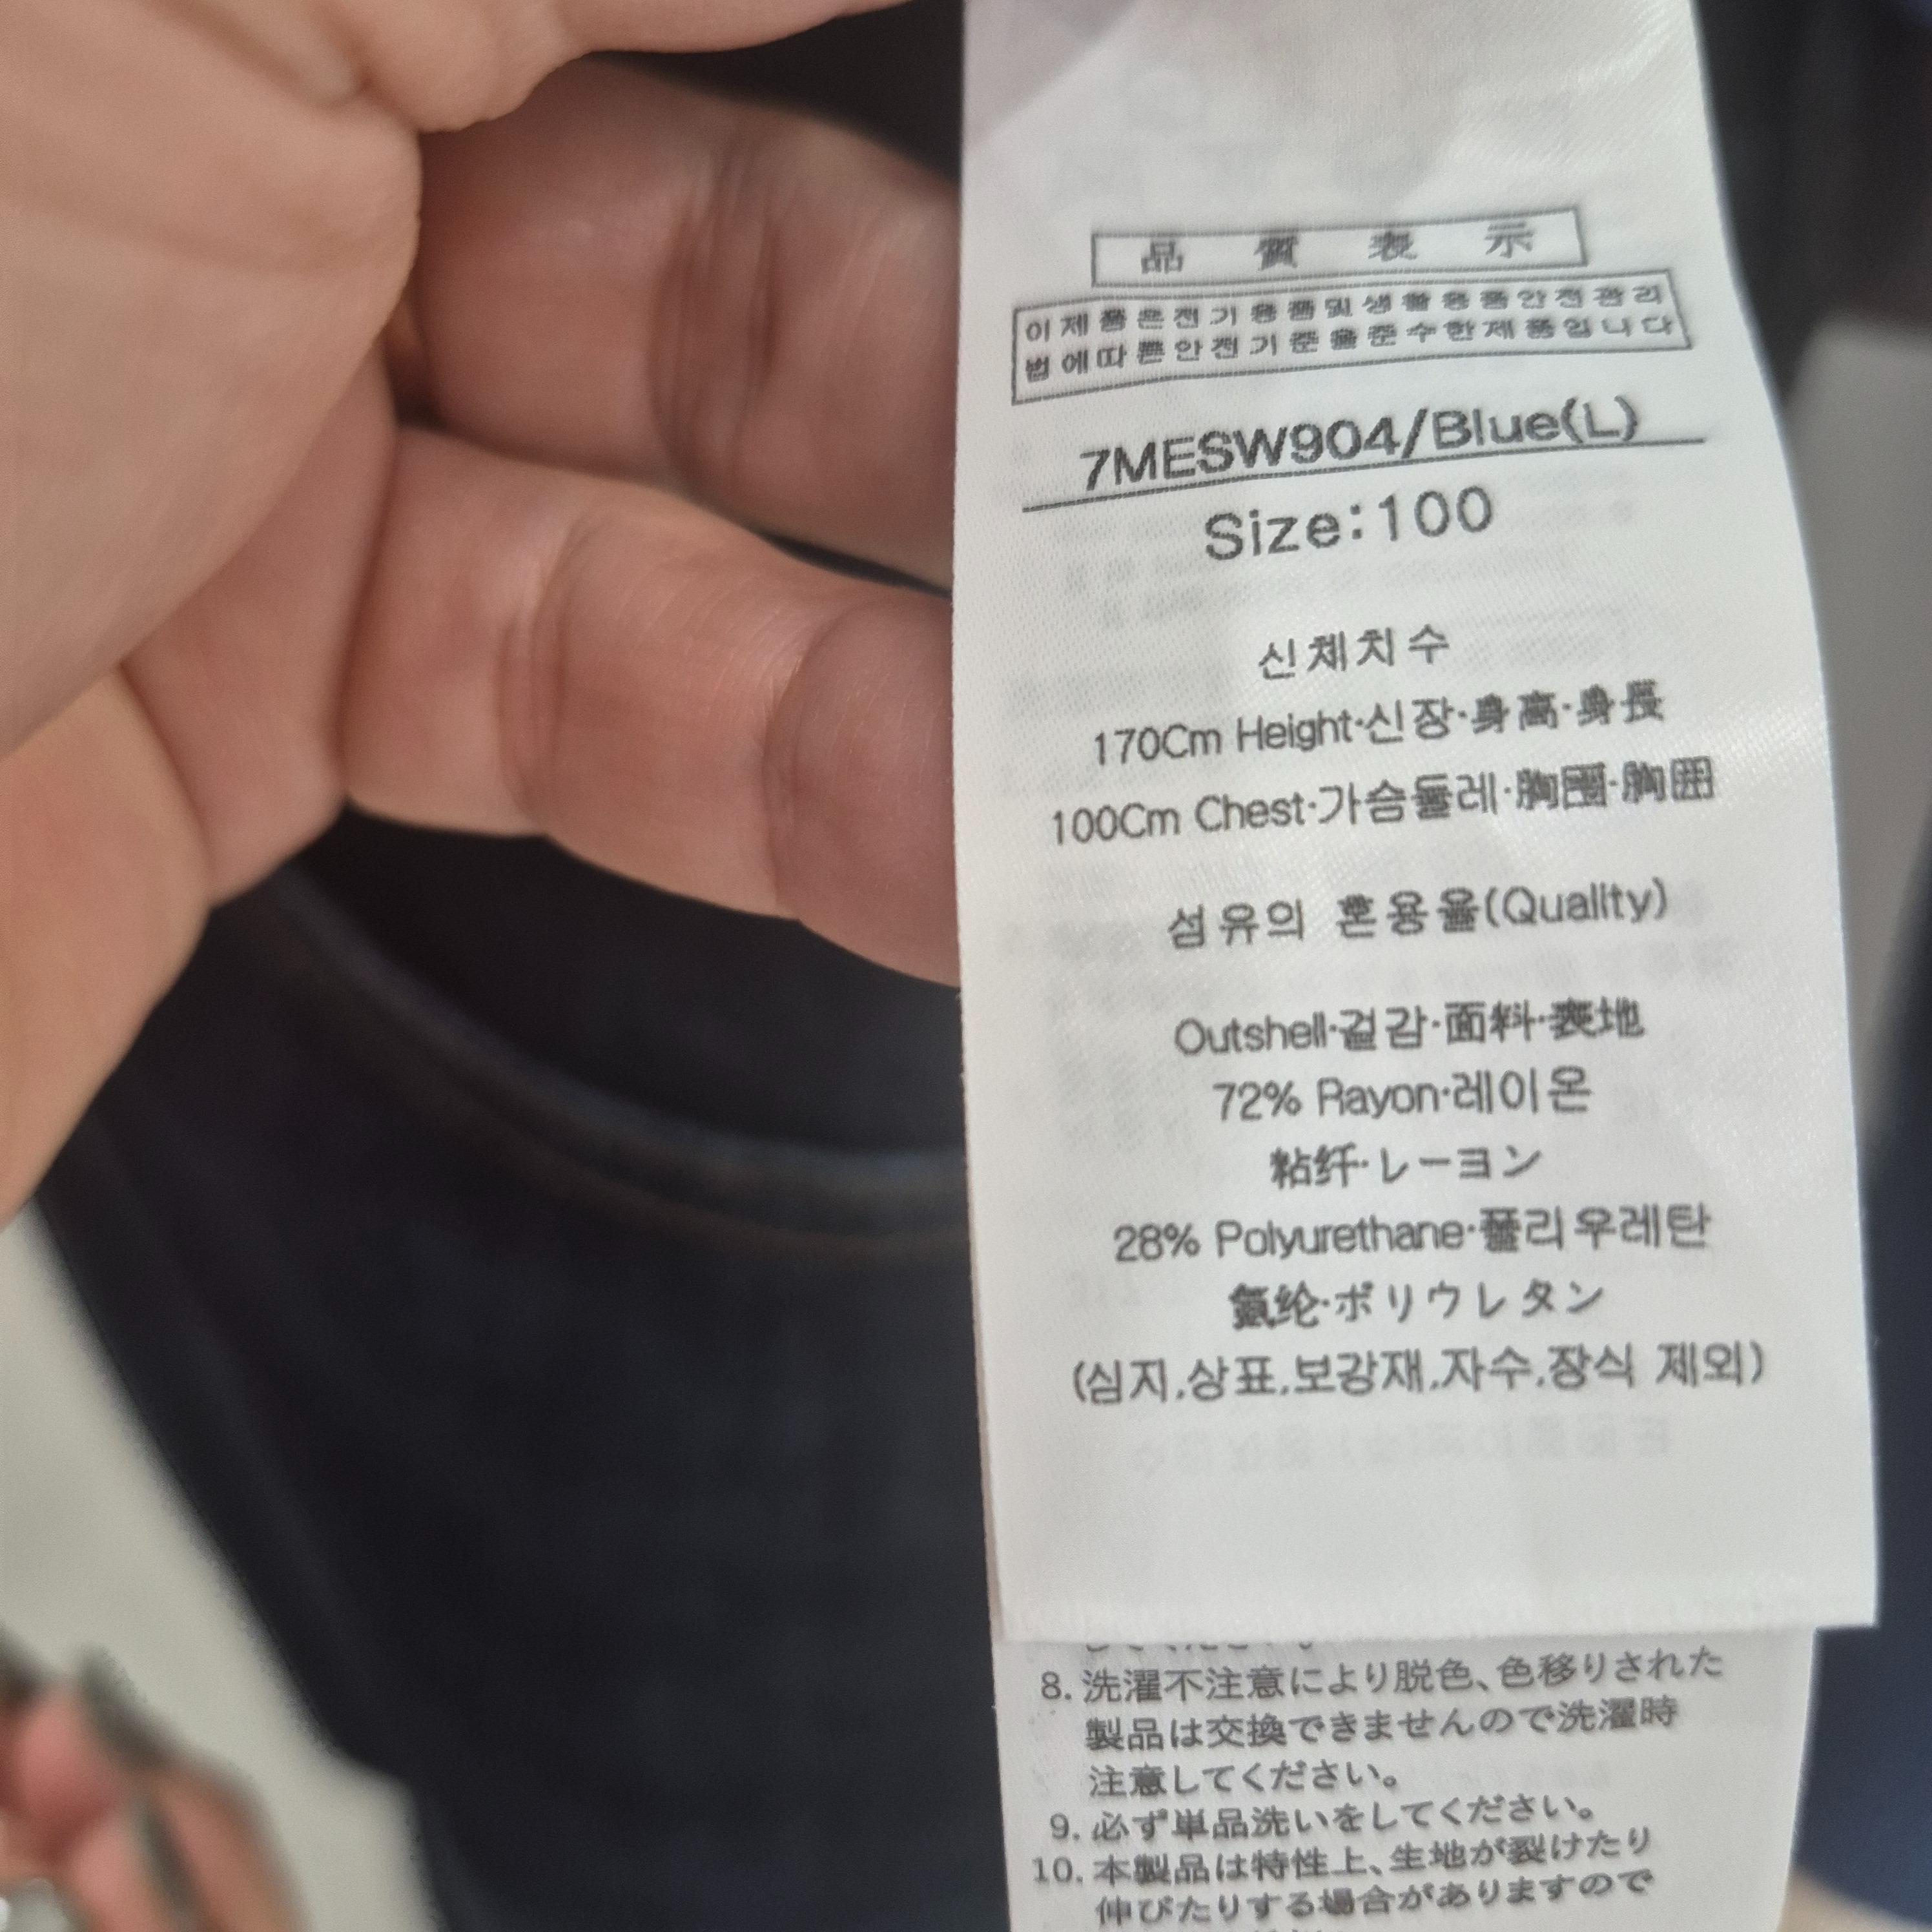 品 質 表 示
이제품은전기용품및생활용품안전관리
법에따른안전기준을준수한제품입니다
7MESW904/Blue(L)
Size:100
신체치수
170Cm Height·신장·身高·身長
100Cm Chest·가슴둘레·胸围·胸囲
섬유의 혼용율(Quality)
Outshell·겉감·面料·表地
72% Rayon·레이온
粘纤·レーヨン
28% Polyurethane·폴리우레탄
氨纶·ポリウレタン
(심지,상표,보강재,자수,장식 제외)
8. 洗濯不注意により脱色、色移りされた
製品は交換できませんので洗濯時
注意してください。
9. 必ず単品洗いをしてください。
10. 本製品は特性上、生地が裂けたり
伸びたりする場合がありますので